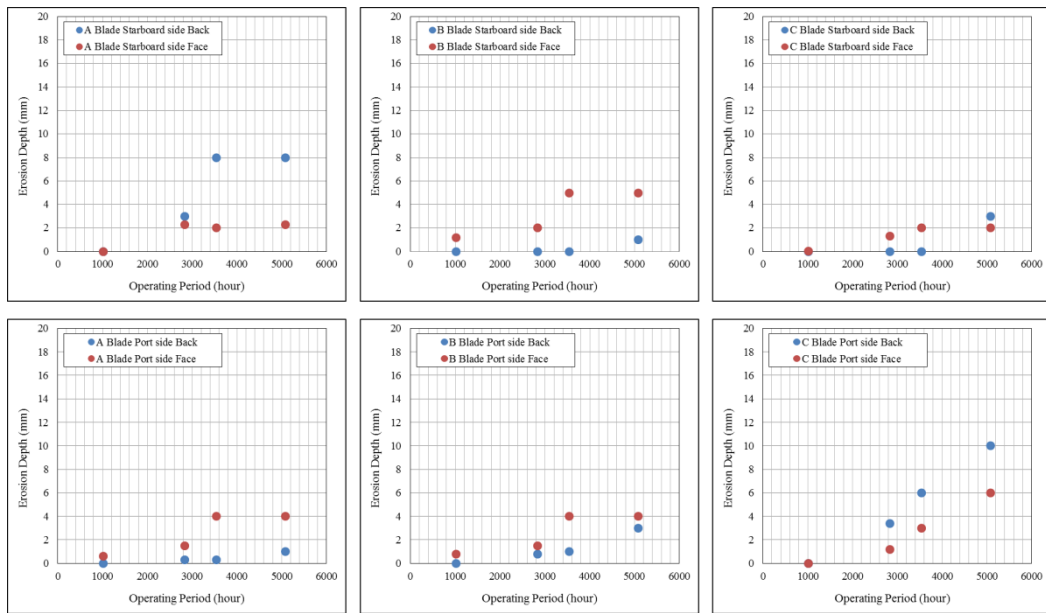 A Blade Starboard side Back
A Blade Starboard side Face
20
18
16
14
12
10
8
6
4
2
0
Erosion Depth (mm)
0 1000 2000 3000 4000 5000 6000
Operating Period (hour)
B Blade Starboard side Back
B Blade Starboard side Face
20
18
16
14
12
10
8
6
4
2
0
Erosion Depth (mm)
0 1000 2000 3000 4000 5000 6000
Operating Period (hour)
C Blade Starboard side Back
C Blade Starboard side Face
20
18
16
14
12
10
8
6
4
2
0
Erosion Depth (mm)
0 1000 2000 3000 4000 5000 6000
Operating Period (hour)
A Blade Port side Back
A Blade Port side Face
20
18
16
14
12
10
8
6
4
2
0
Erosion Depth (mm)
0 1000 2000 3000 4000 5000 6000
Operating Period (hour)
B Blade Port side Back
B Blade Port side Face
20
18
16
14
12
10
8
6
4
2
0
Erosion Depth (mm)
0 1000 2000 3000 4000 5000 6000
Operating Period (hour)
C Blade Port side Back
C Blade Port side Face
20
18
16
14
12
10
8
6
4
2
0
Erosion Depth (mm)
0 1000 2000 3000 4000 5000 6000
Operating Period (hour)